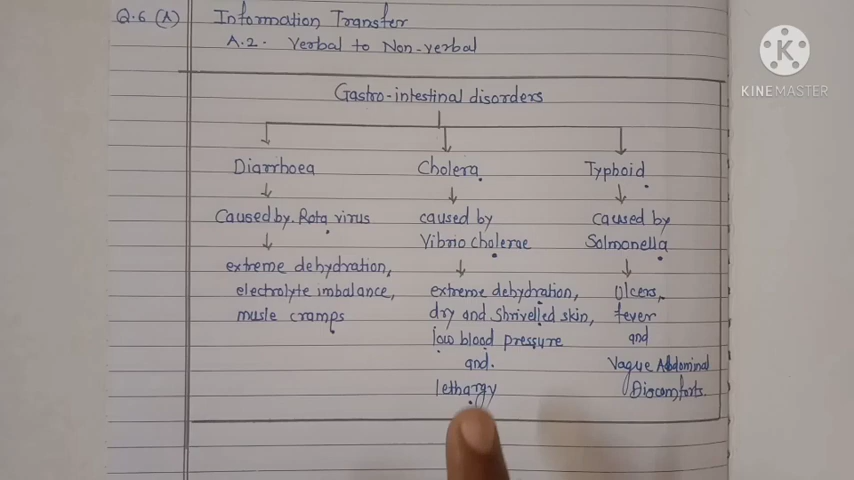 Q.6 (A) Information Transfer
A.2. Verbal to Non-verbal
KINEMASTER
Gastro-intestinal disorders
Diarrhoea Cholera Typhoid
Caused by Rota virus caused by caused by
Vibrio cholerae Salmonella
extreme dehydration,
electrolyte imbalance, extreme dehydration, Ulcers,
musle cramps dry and shrivelled skin, fever
low blood pressure and
and. Vague Abdominal
lethargy Discomforts.